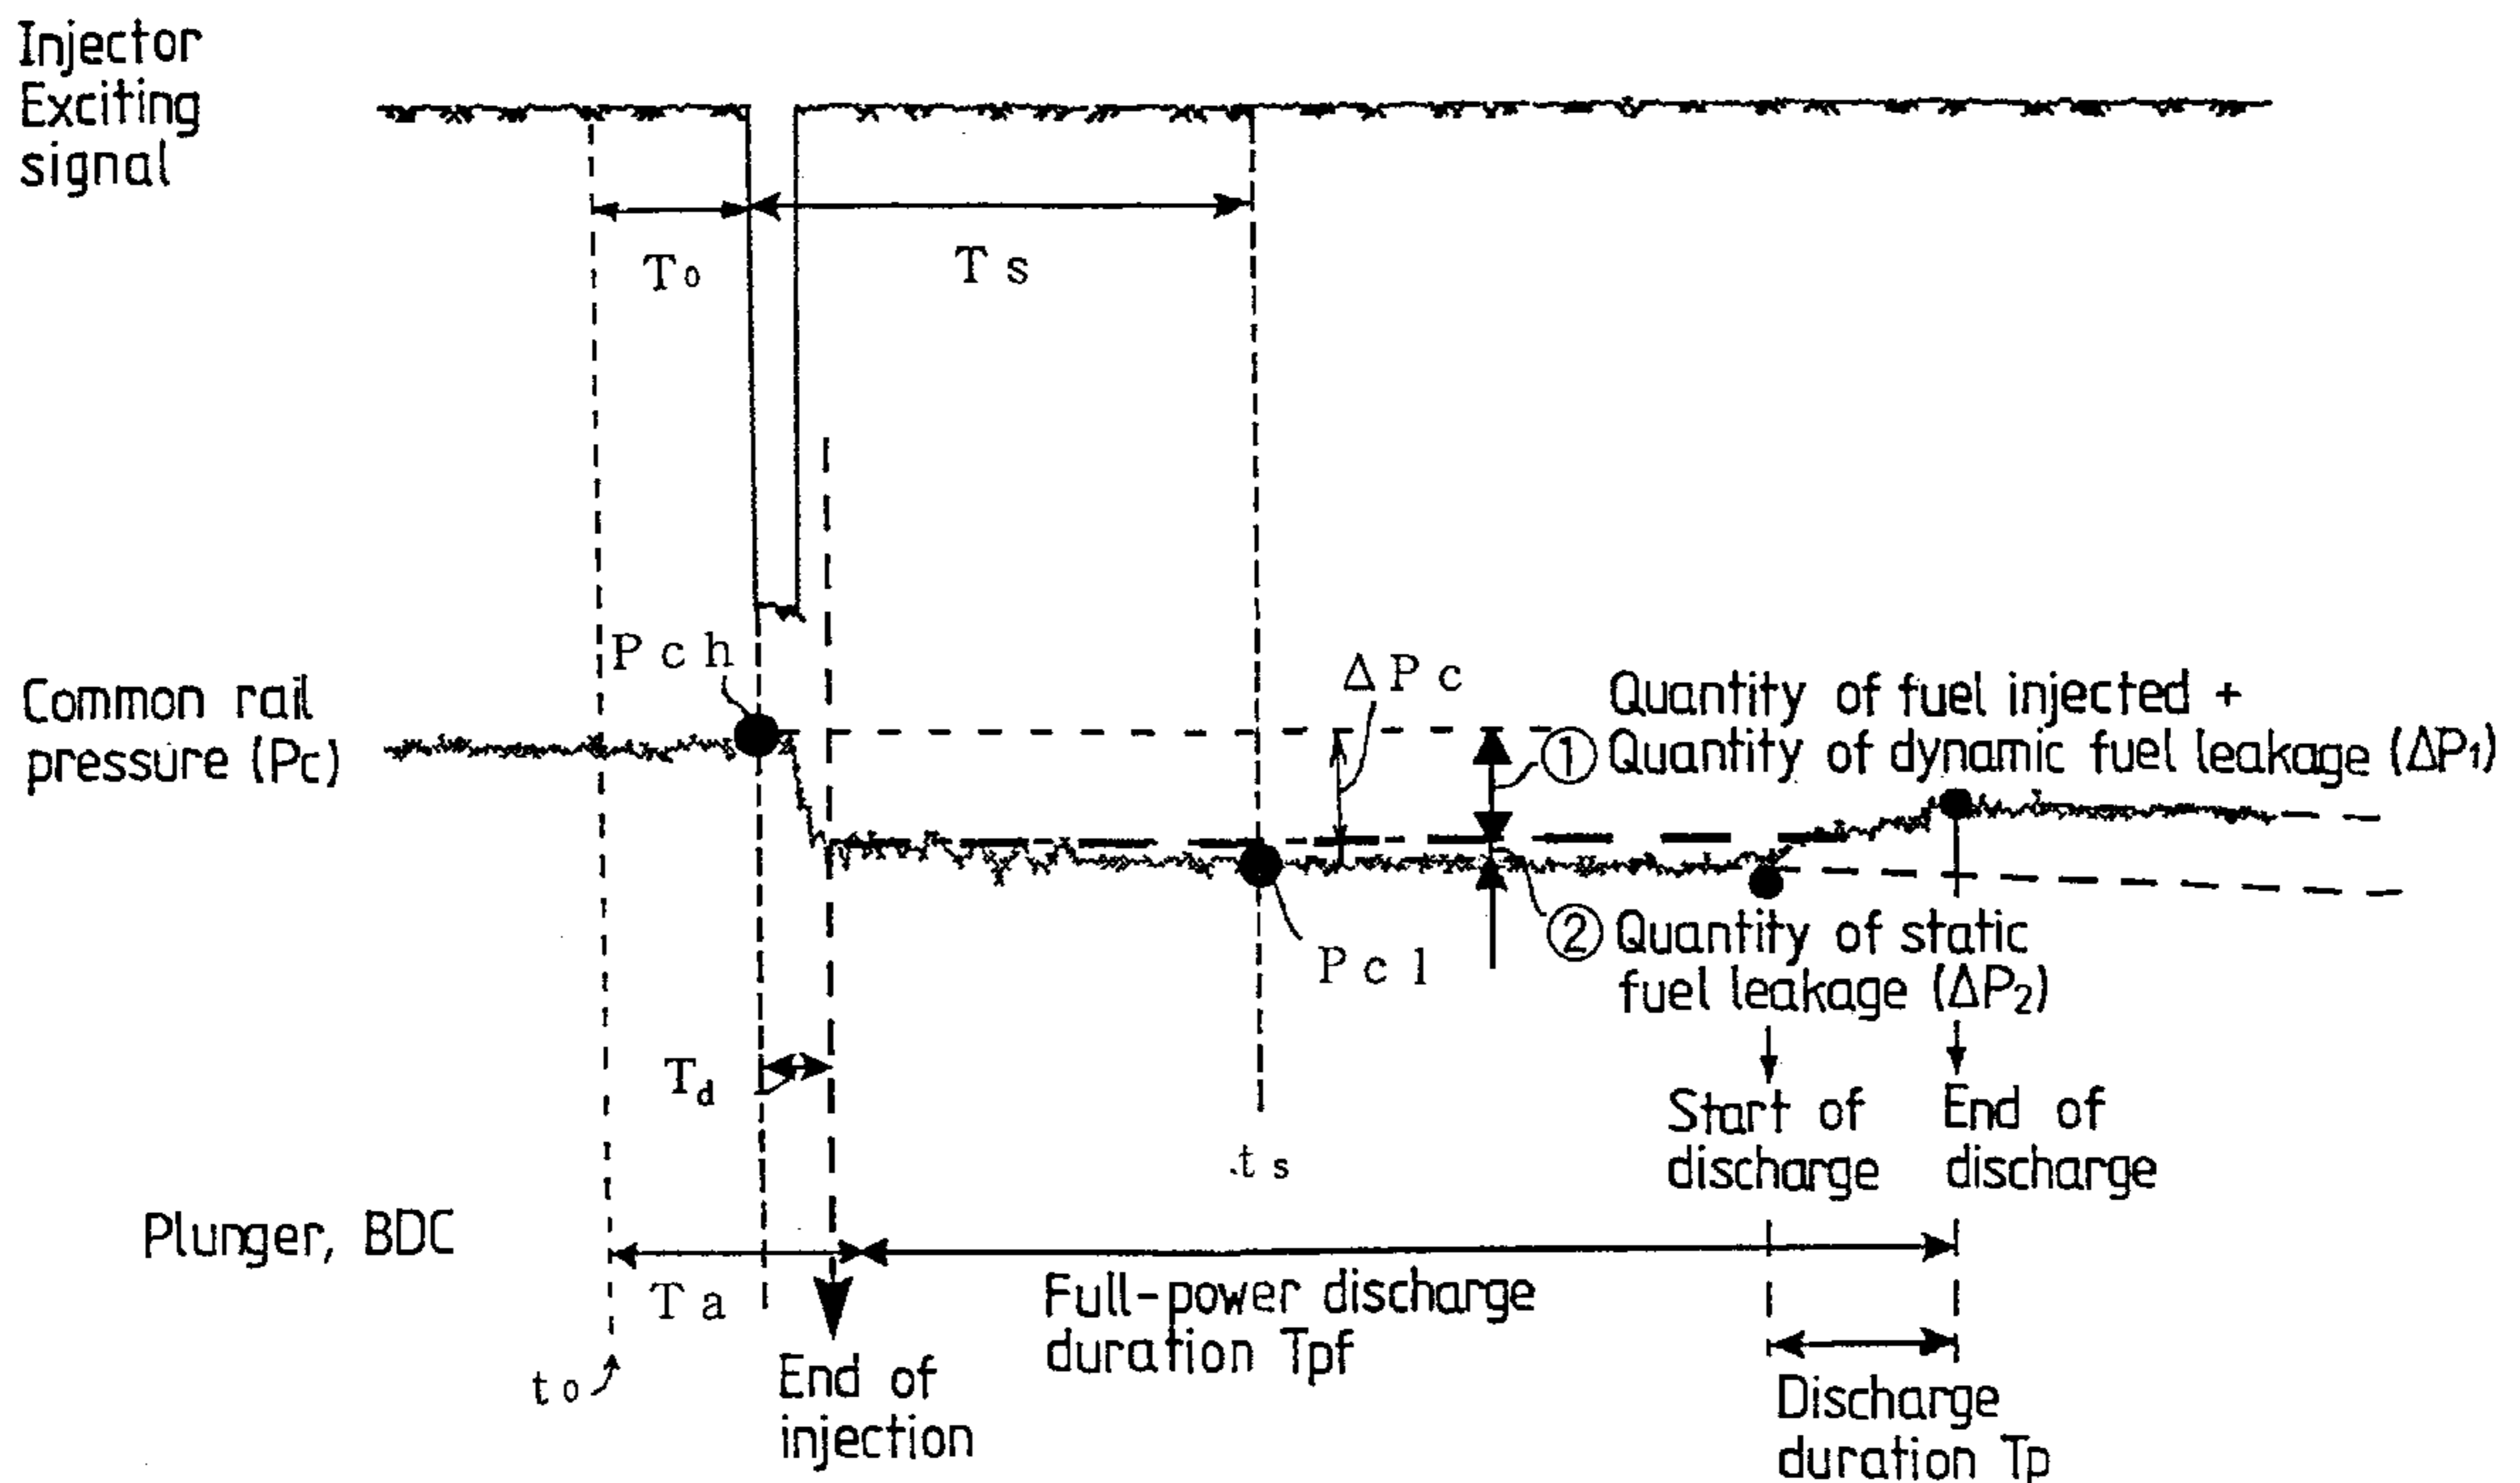 Injector
Exciting
signal
To
Ts
Pch
Common rail
pressure (Pc)
ΔPc
Quantity of fuel injected +
① Quantity of dynamic fuel leakage (ΔP1)
Pcl
② Quantity of static
fuel leakage (ΔP2)
Td
ts
Start of
discharge
End of
discharge
Plunger, BDC
Ta
Full-power discharge
duration Tpf
to
End of
injection
Discharge
duration Tp